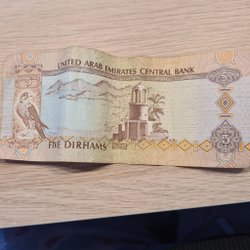 UNITED ARAB EMIRATES CENTRAL BANK
FIVE DIRHAMS